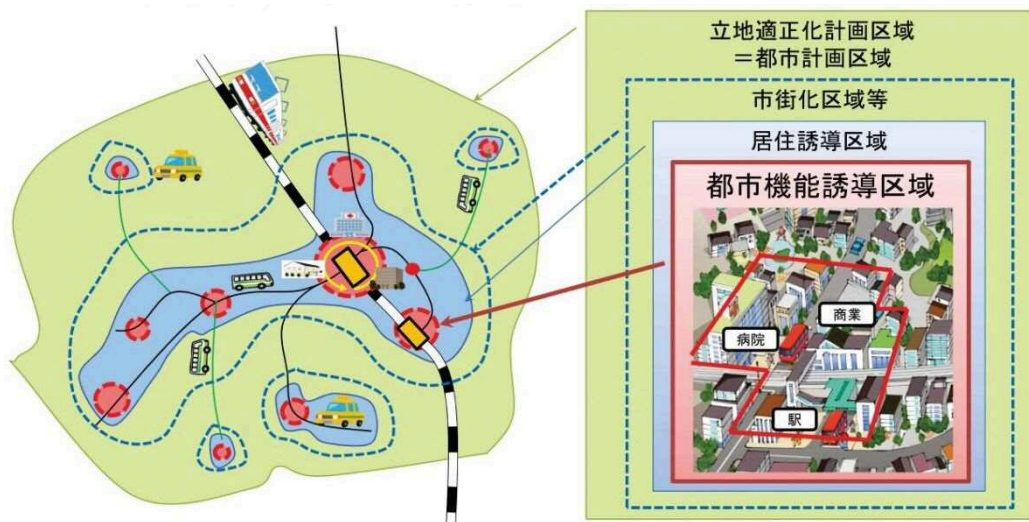 立地適正化計画区域
＝都市計画区域
市街化区域等
居住誘導区域
都市機能誘導区域
商業
病院
駅